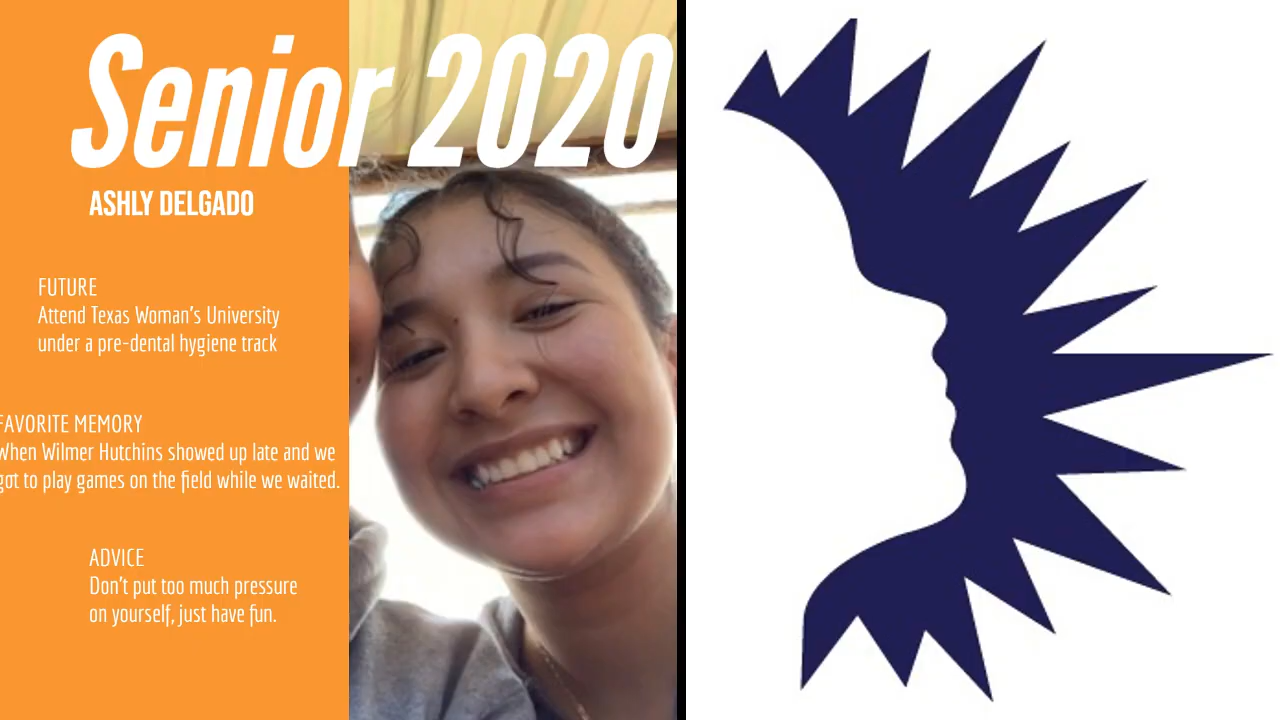 Senior 2020
ASHLY DELGADO
FUTURE
Attend Texas Woman's University
under a pre-dental hygiene track
FAVORITE MEMORY
When Wilmer Hutchins showed up late and we
got to play games on the field while we waited.
ADVICE
Don't put too much pressure
on yourself, just have fun.